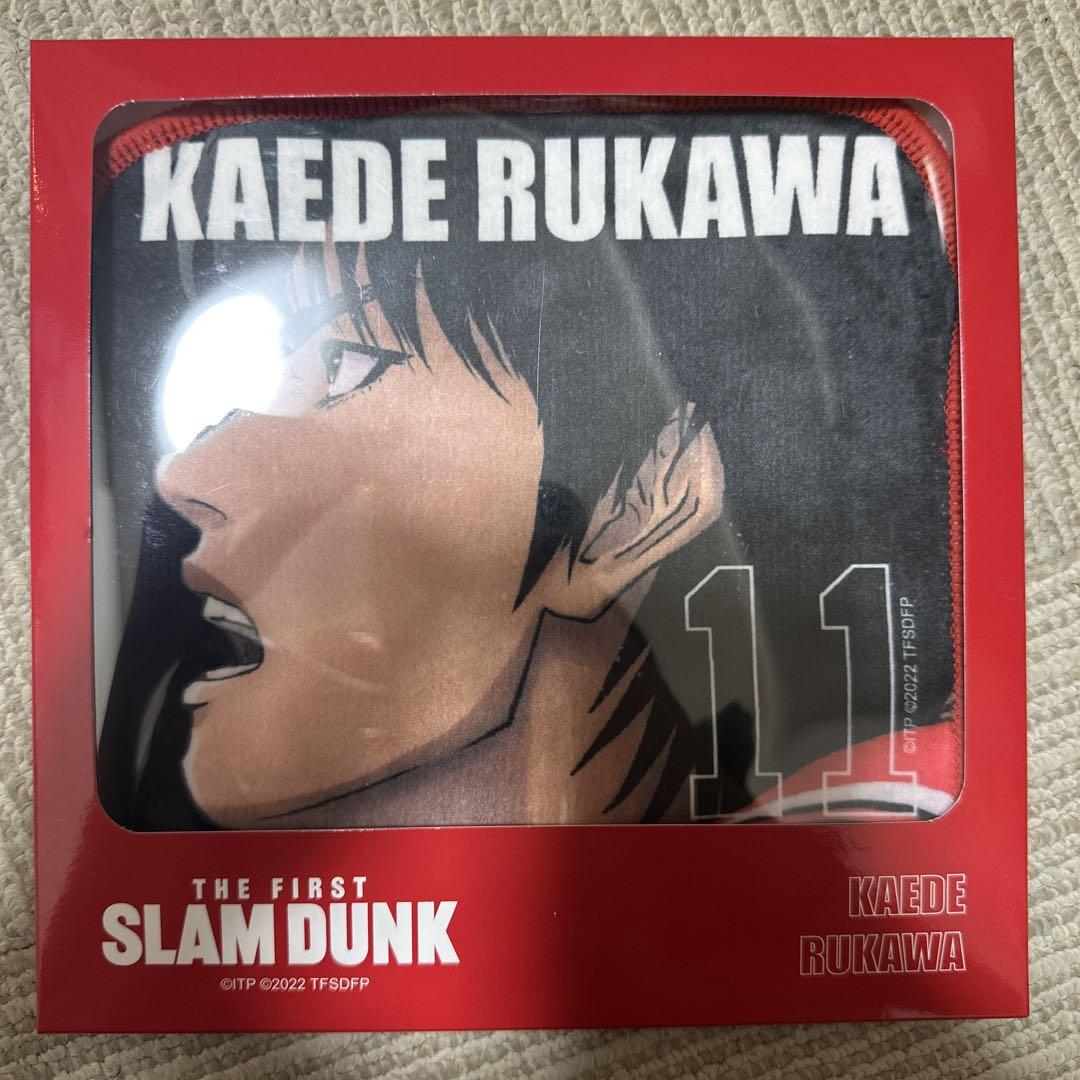 KAEDE RUKAWA
11
©ITP ©2022 TFSDFP
THE FIRST
SLAM DUNK
©ITP ©2022 TFSDFP
KAEDE
RUKAWA